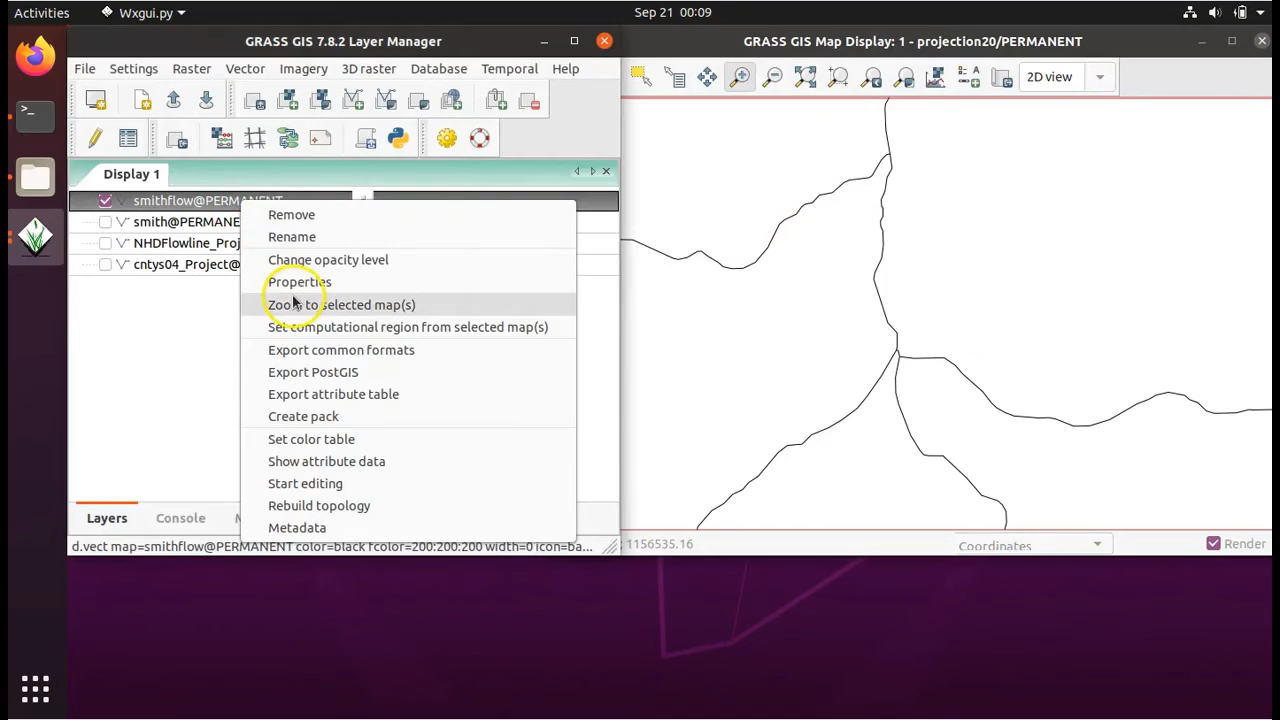 Activities
Wxgui.py
Sep 21 00:09
GRASS GIS 7.8.2 Layer Manager
GRASS GIS Map Display: 1 - projection20/PERMANENT
File Settings Raster Vector Imagery 3D raster Database Temporal Help
2D view
Display 1
smithflow@PERMANENT
smith@PERMANE
NHDFlowline_Proj
cntys04_Project@
Remove
Rename
Change opacity level
Properties
Zoom to selected map(s)
Set computational region from selected map(s)
Export common formats
Export PostGIS
Export attribute table
Create pack
Set color table
Show attribute data
Start editing
Rebuild topology
Metadata
Layers Console
d.vect map=smithflow@PERMANENT color=black fcolor=200:200:200 width=0 icon=ba...
1156535.16
Coordinates
Render